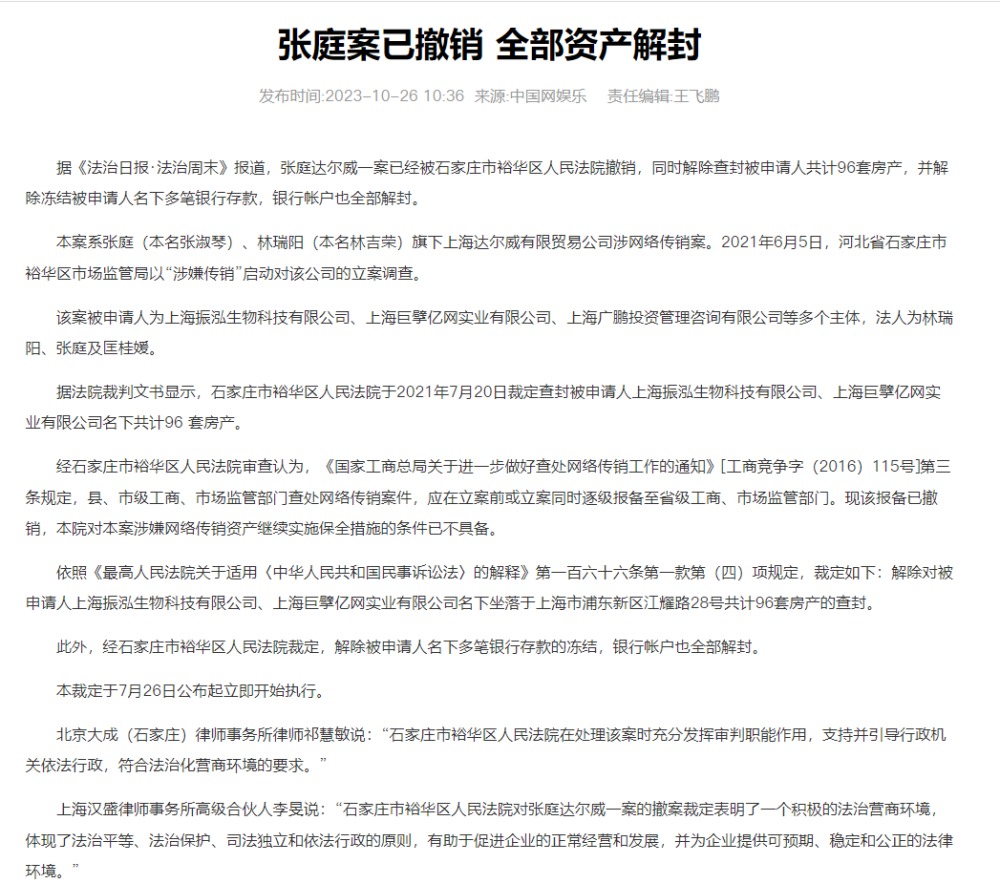 张庭案已撤销 全部资产解封
发布时间:2023-10-26 10:36 来源:中国网娱乐 责任编辑:王飞鹏
据《法治日报·法治周末》报道，张庭达尔威一案已经被石家庄市裕华区人民法院撤销，同时解除查封被申请人共计96套房产，并解
除冻结被申请人名下多笔银行存款，银行帐户也全部解封。
本案系张庭（本名张淑琴）、林瑞阳（本名林吉荣）旗下上海达尔威有限贸易公司涉网络传销案。2021年6月5日，河北省石家庄市
裕华区市场监管局以“涉嫌传销”启动对该公司的立案调查。
该案被申请人为上海振泓生物科技有限公司、上海巨擘亿网实业有限公司、上海广鹏投资管理咨询有限公司等多个主体，法人为林瑞
阳、张庭及匡桂媛。
据法院裁判文书显示，石家庄市裕华区人民法院于2021年7月20日裁定查封被申请人上海振泓生物科技有限公司、上海巨擘亿网实
业有限公司名下共计96 套房产。
经石家庄市裕华区人民法院审查认为，《国家工商总局关于进一步做好查处网络传销工作的通知》[工商竞争字（2016）115号]第三
条规定，县、市级工商、市场监管部门查处网络传销案件，应在立案前或立案同时逐级报备至省级工商、市场监管部门。现该报备已撤
销，本院对本案涉嫌网络传销资产继续实施保全措施的条件已不具备。
依照《最高人民法院关于适用〈中华人民共和国民事诉讼法〉的解释》第一百六十六条第一款第（四）项规定，裁定如下：解除对被
申请人上海振泓生物科技有限公司、上海巨擘亿网实业有限公司名下坐落于上海市浦东新区江耀路28号共计96套房产的查封。
此外，经石家庄市裕华区人民法院裁定，解除被申请人名下多笔银行存款的冻结，银行帐户也全部解封。
本裁定于7月26日公布起立即开始执行。
北京大成（石家庄）律师事务所律师祁慧敏说：“石家庄市裕华区人民法院在处理该案时充分发挥审判职能作用，支持并引导行政机
关依法行政，符合法治化营商环境的要求。”
上海汉盛律师事务所高级合伙人李旻说：“石家庄市裕华区人民法院对张庭达尔威一案的撤案裁定表明了一个积极的法治营商环境，
体现了法治平等、法治保护、司法独立和依法行政的原则，有助于促进企业的正常经营和发展，并为企业提供可预期、稳定和公正的法律
环境。”